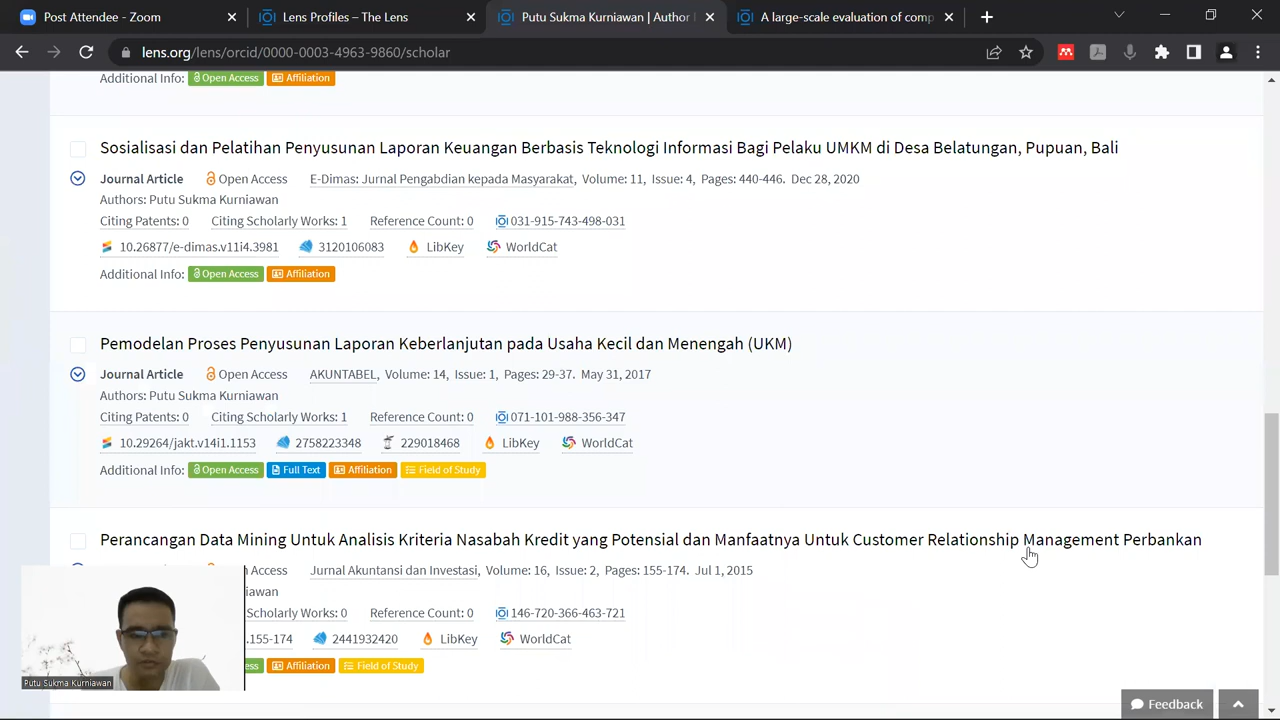 Post Attendee - Zoom
Lens Profiles – The Lens
Putu Sukma Kurniawan | Author
A large-scale evaluation of comp
lens.org/lens/orcid/0000-0003-4963-9860/scholar
Additional Info: Open Access Affiliation
Sosialisasi dan Pelatihan Penyusunan Laporan Keuangan Berbasis Teknologi Informasi Bagi Pelaku UMKM di Desa Belatungan, Pupuan, Bali
Journal Article Open Access E-Dimas: Jurnal Pengabdian kepada Masyarakat, Volume: 11, Issue: 4, Pages: 440-446. Dec 28, 2020
Authors: Putu Sukma Kurniawan
Citing Patents: 0 Citing Scholarly Works: 1 Reference Count: 0 031-915-743-498-031
10.26877/e-dimas.v11i4.3981 3120106083 LibKey WorldCat
Additional Info: Open Access Affiliation
Pemodelan Proses Penyusunan Laporan Keberlanjutan pada Usaha Kecil dan Menengah (UKM)
Journal Article Open Access AKUNTABEL, Volume: 14, Issue: 1, Pages: 29-37. May 31, 2017
Authors: Putu Sukma Kurniawan
Citing Patents: 0 Citing Scholarly Works: 1 Reference Count: 0 071-101-988-356-347
10.29264/jakt.v14i1.1153 2758223348 229018468 LibKey WorldCat
Additional Info: Open Access Full Text Affiliation Field of Study
Perancangan Data Mining Untuk Analisis Kriteria Nasabah Kredit yang Potensial dan Manfaatnya Untuk Customer Relationship Management Perbankan
Access Jurnal Akuntansi dan Investasi, Volume: 16, Issue: 2, Pages: 155-174. Jul 1, 2015
iawan
Scholarly Works: 0 Reference Count: 0 146-720-366-463-721
.155-174 2441932420 LibKey WorldCat
ess Affiliation Field of Study
Putu Sukma Kurniawan
Feedback